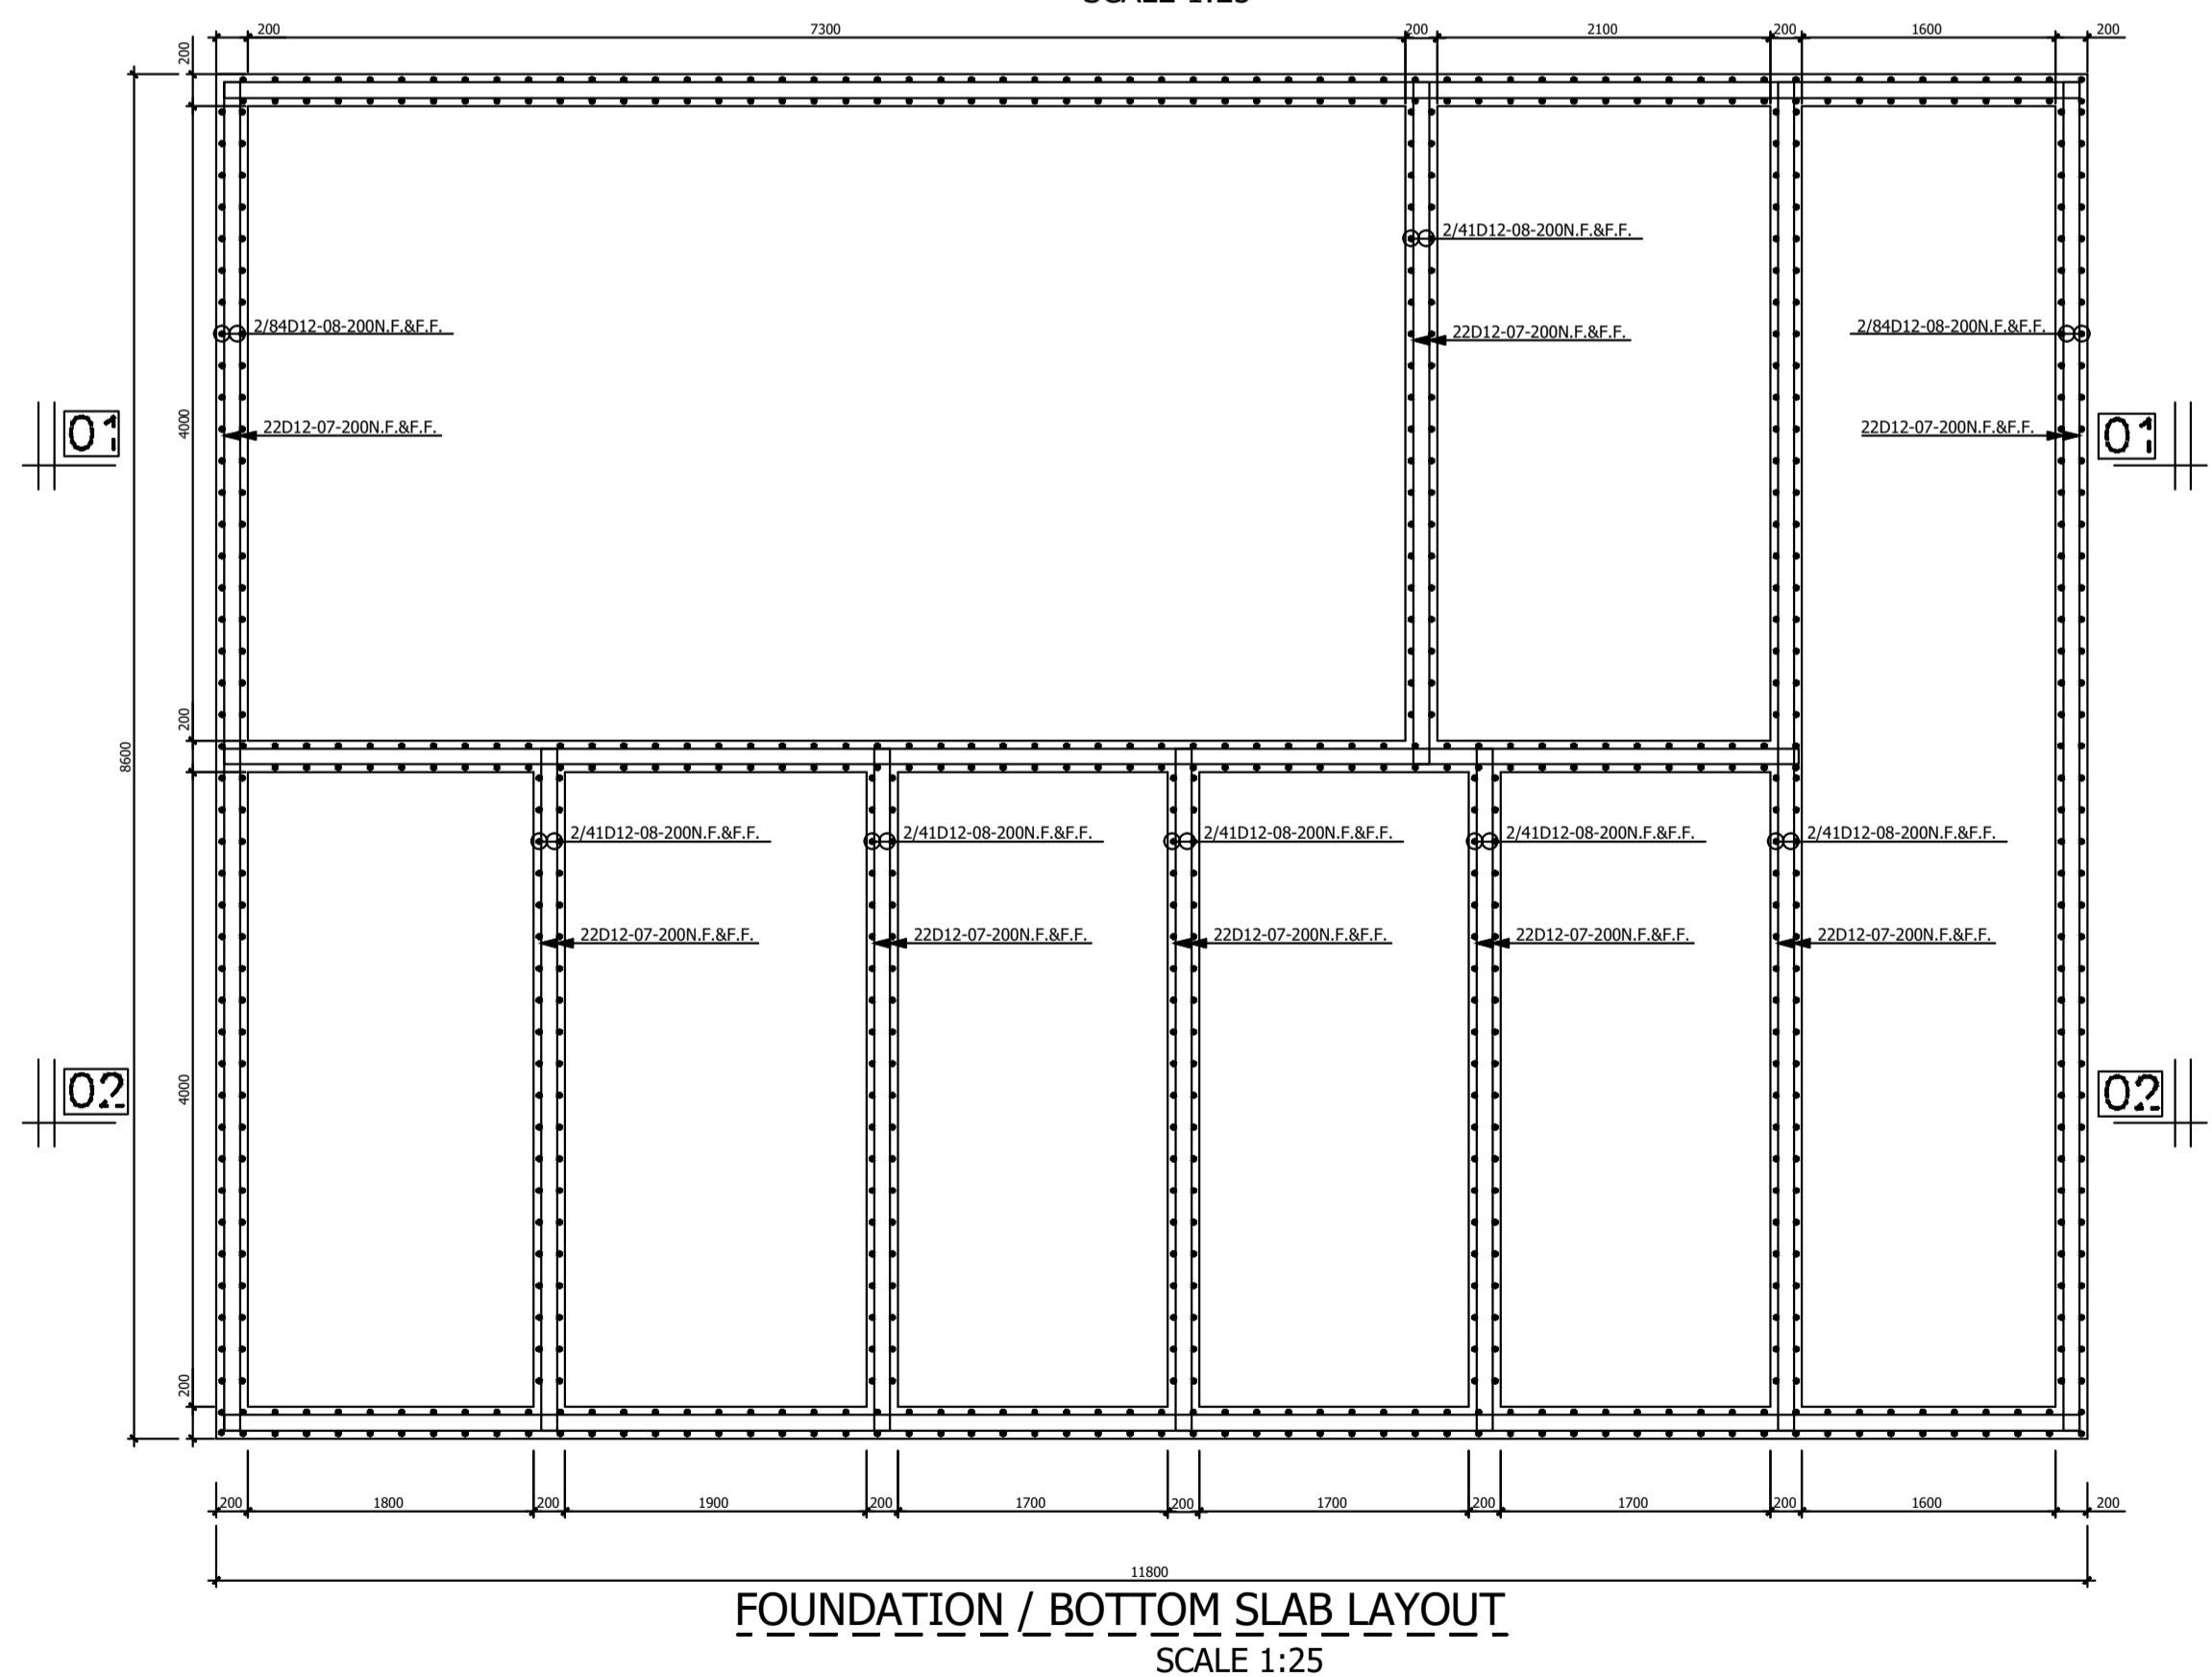 200 7300 200 2100 200 1600 200
200
2/41D12-08-200N.F.&F.F.
2/84D12-08-200N.F.&F.F.
22D12-07-200N.F.&F.F.
2/84D12-08-200N.F.&F.F.
01
4000
22D12-07-200N.F.&F.F.
22D12-07-200N.F.&F.F.
01
200
8600
2/41D12-08-200N.F.&F.F.
2/41D12-08-200N.F.&F.F.
2/41D12-08-200N.F.&F.F.
2/41D12-08-200N.F.&F.F.
2/41D12-08-200N.F.&F.F.
22D12-07-200N.F.&F.F.
22D12-07-200N.F.&F.F.
22D12-07-200N.F.&F.F.
22D12-07-200N.F.&F.F.
22D12-07-200N.F.&F.F.
02
4000
02
200
200 1800 200 1900 200 1700 200 1700 200 1700 200 1600 200
11800
FOUNDATION / BOTTOM SLAB LAYOUT
SCALE 1:25